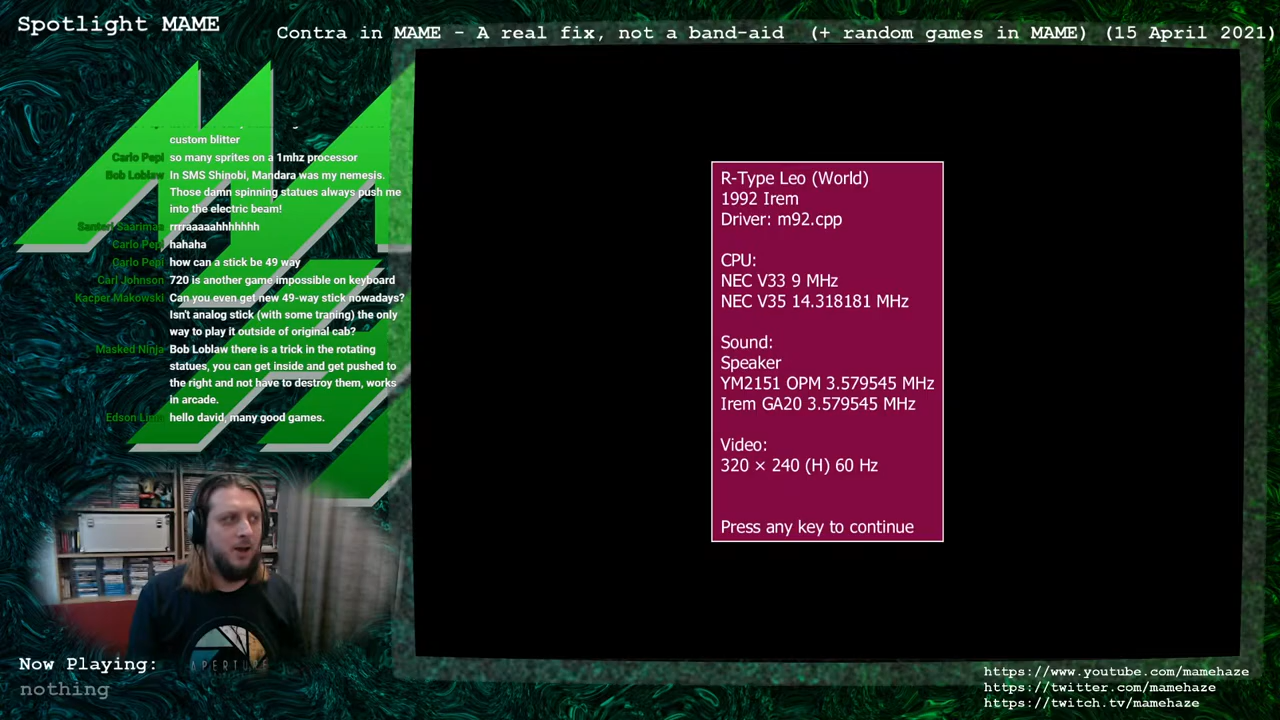 Spotlight MAME
Contra in MAME - A real fix, not a band-aid (+ random games in MAME) (15 April 2021)
custom blitter
Carlo Pepi so many sprites on a 1mhz processor
Bob Loblaw In SMS Shinobi, Mandara was my nemesis.
Those damn spinning statues always push me
into the electric beam!
Santeri Saarimaa rrrraaaaahhhhhhh
Carlo Pepi hahaha
Carlo Pepi how can a stick be 49 way
Carl Johnson 720 is another game impossible on keyboard
Kacper Makowski Can you even get new 49-way stick nowadays?
Isn't analog stick (with some traning) the only
way to play it outside of original cab?
Masked Ninja Bob Loblaw there is a trick in the rotating
statues, you can get inside and get pushed to
the right and not have to destroy them, works
in arcade.
Edson Lima hello david, many good games.
R-Type Leo (World)
1992 Irem
Driver: m92.cpp
CPU:
NEC V33 9 MHz
NEC V35 14.318181 MHz
Sound:
Speaker
YM2151 OPM 3.579545 MHz
Irem GA20 3.579545 MHz
Video:
320 × 240 (H) 60 Hz
Press any key to continue
APERTURE
Now Playing:
nothing
https://www.youtube.com/mamehaze
https://twitter.com/mamehaze
https://twitch.tv/mamehaze